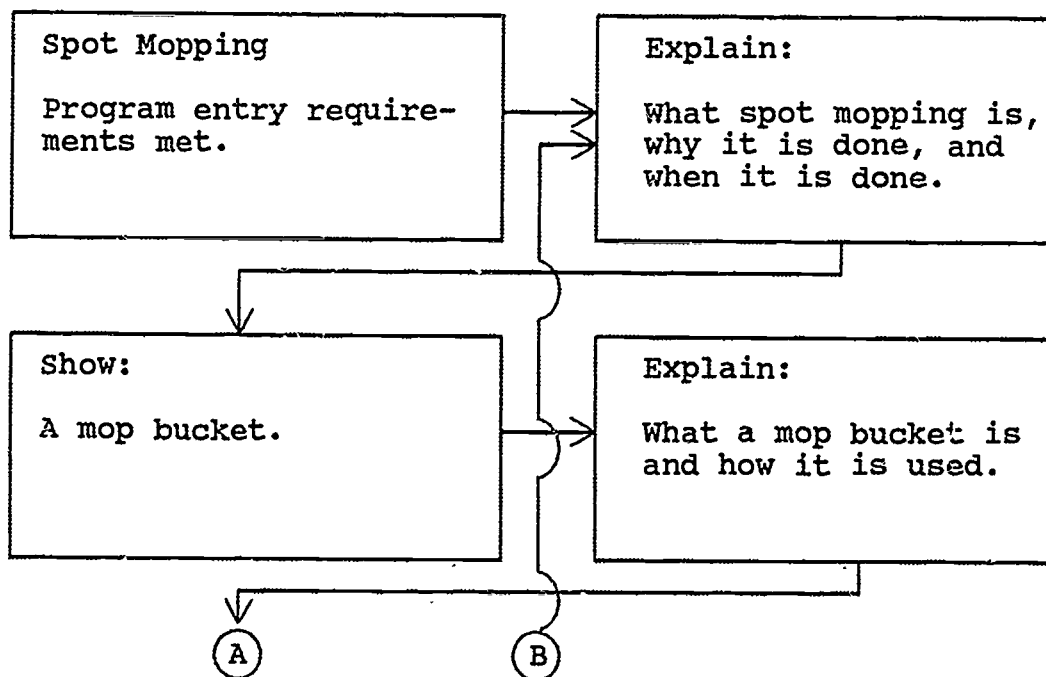 Spot Mopping
Program entry require-
ments met.
Explain:
What spot mopping is,
why it is done, and
when it is done.
Show:
A mop bucket.
Explain:
What a mop bucket is
and how it is used.
A
B